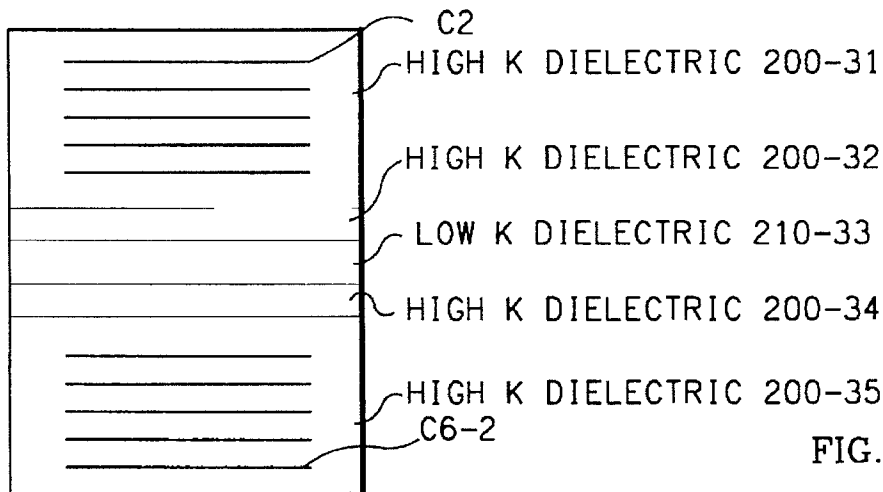 C2
HIGH K DIELECTRIC 200-31
HIGH K DIELECTRIC 200-32
LOW K DIELECTRIC 210-33
HIGH K DIELECTRIC 200-34
HIGH K DIELECTRIC 200-35
C6-2
FIG.